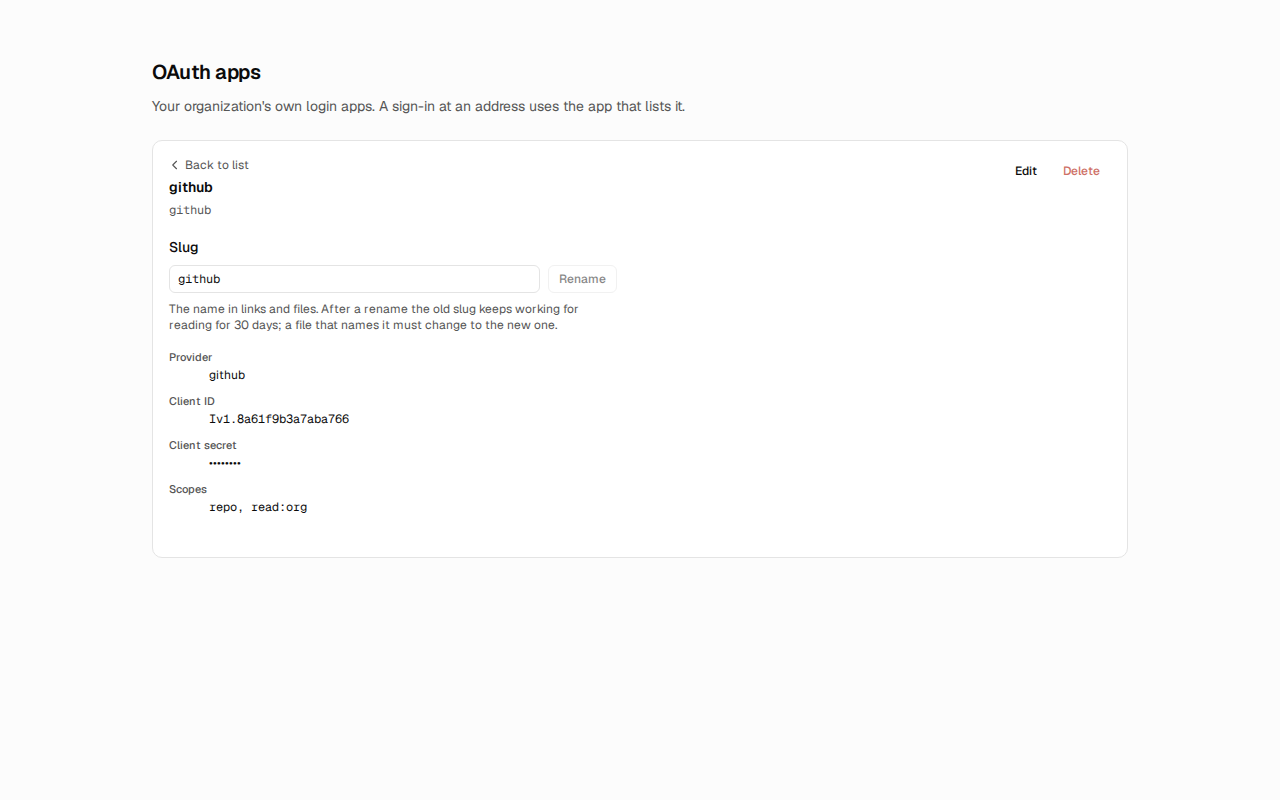 OAuth apps
Your organization's own login apps. A sign-in at an address uses the app that lists it.
Back to list
Edit
Delete
github
github
Slug
github
Rename
The name in links and files. After a rename the old slug keeps working for
reading for 30 days; a file that names it must change to the new one.
Provider
github
Client ID
Iv1.8a61f9b3a7aba766
Client secret
••••••••
Scopes
repo, read:org